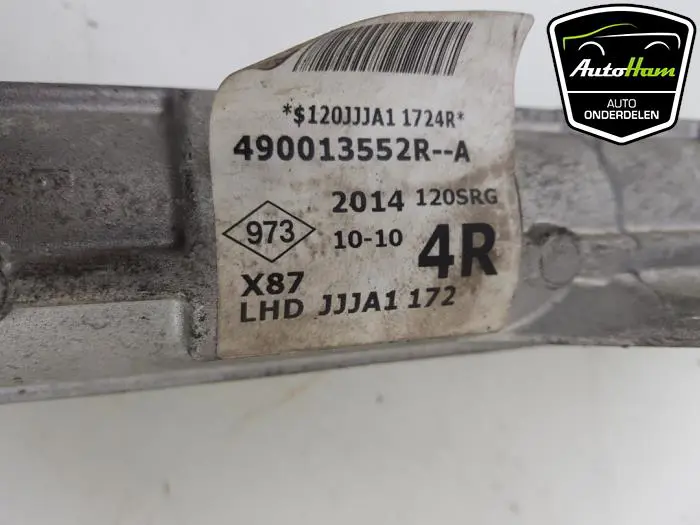 *$120JJJA1 1724R*
490013552R--A
2014 120SRG
973 10-10 4R
X87
LHD JJJA1 172
AUTOHAM
AUTO
ONDERDELEN